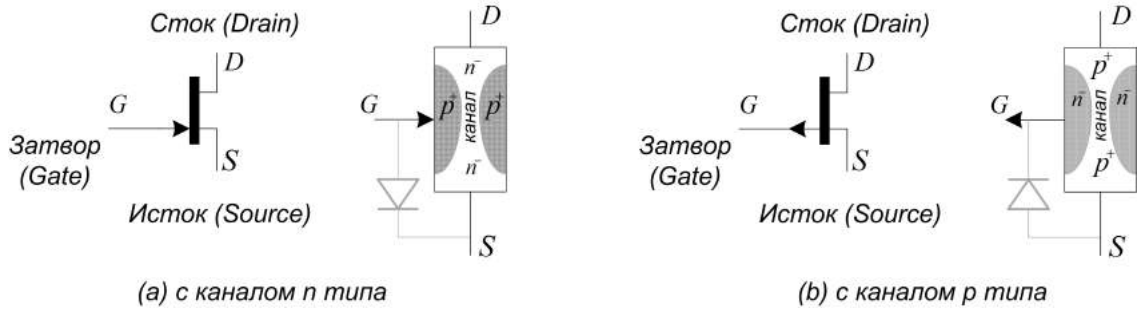 Сток (Drain)
D
G
Затвор
(Gate)
S
Исток (Source)
D
n⁻
G
p⁺ канал p⁺
n⁻
S
(a) с каналом n типа
Сток (Drain)
D
G
Затвор
(Gate)
S
Исток (Source)
D
p⁺
G
n⁻ канал n⁻
p⁺
S
(b) с каналом p типа